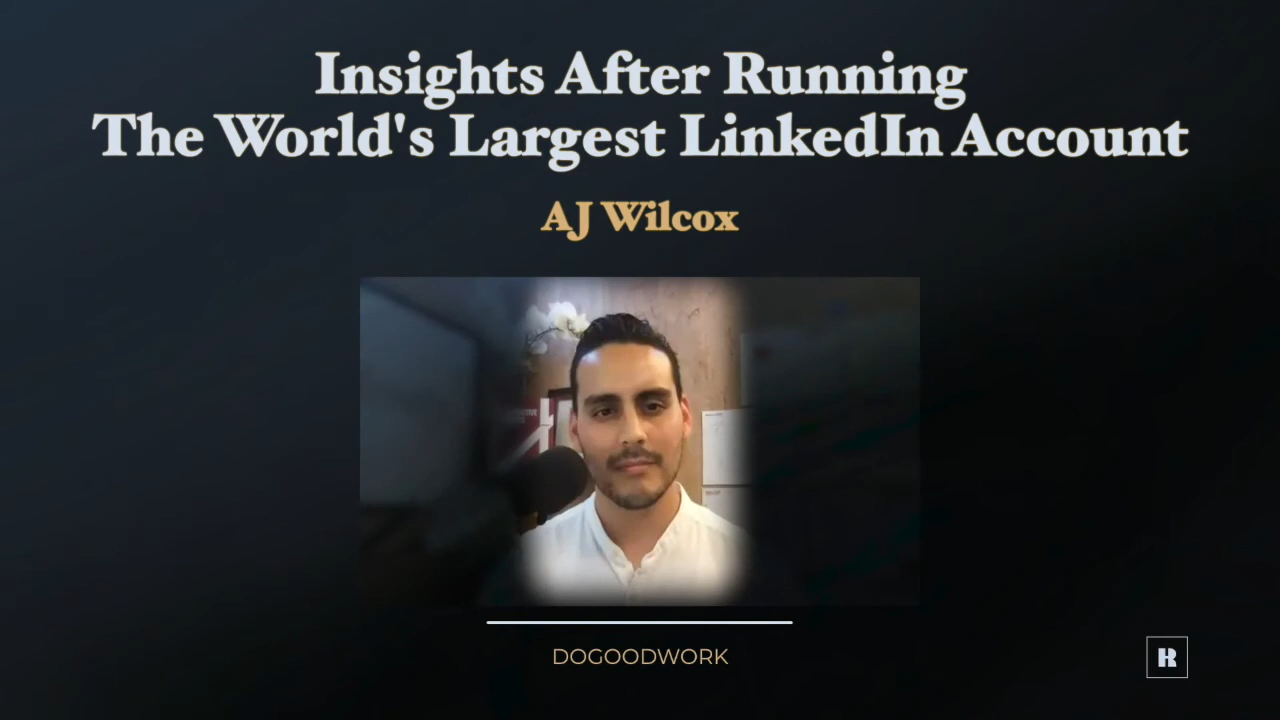 Insights After Running
The World's Largest LinkedIn Account
AJ Wilcox
DOGOODWORK
R